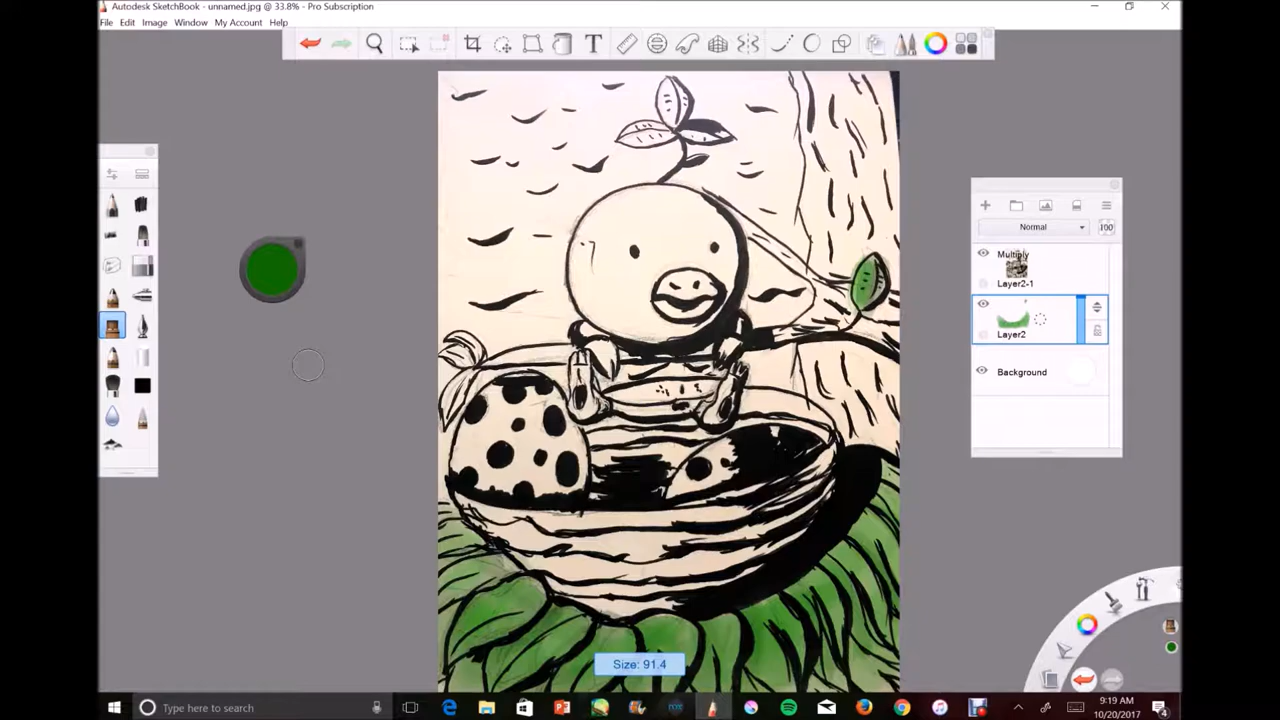 Autodesk SketchBook - unnamed.jpg @ 33.8% - Pro Subscription
File Edit Image Window My Account Help
T
Normal 100
Multiply
Layer2-1
Layer2
Background
Size: 91.4
Type here to search
9:19 AM
10/20/2017
4